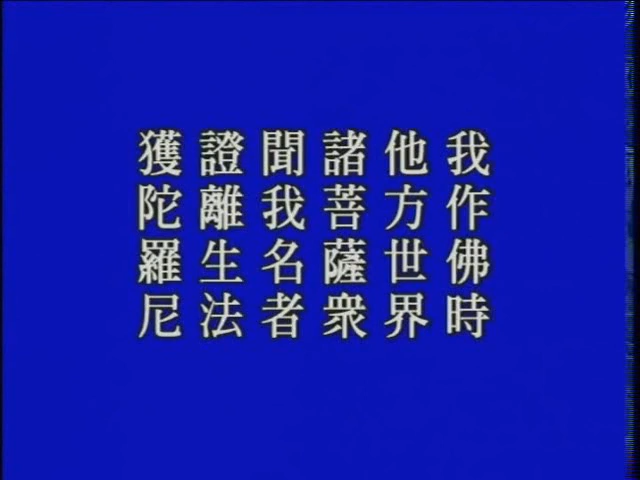 我作佛時
他方世界
諸菩薩眾
聞我名者
證離生法
獲陀羅尼